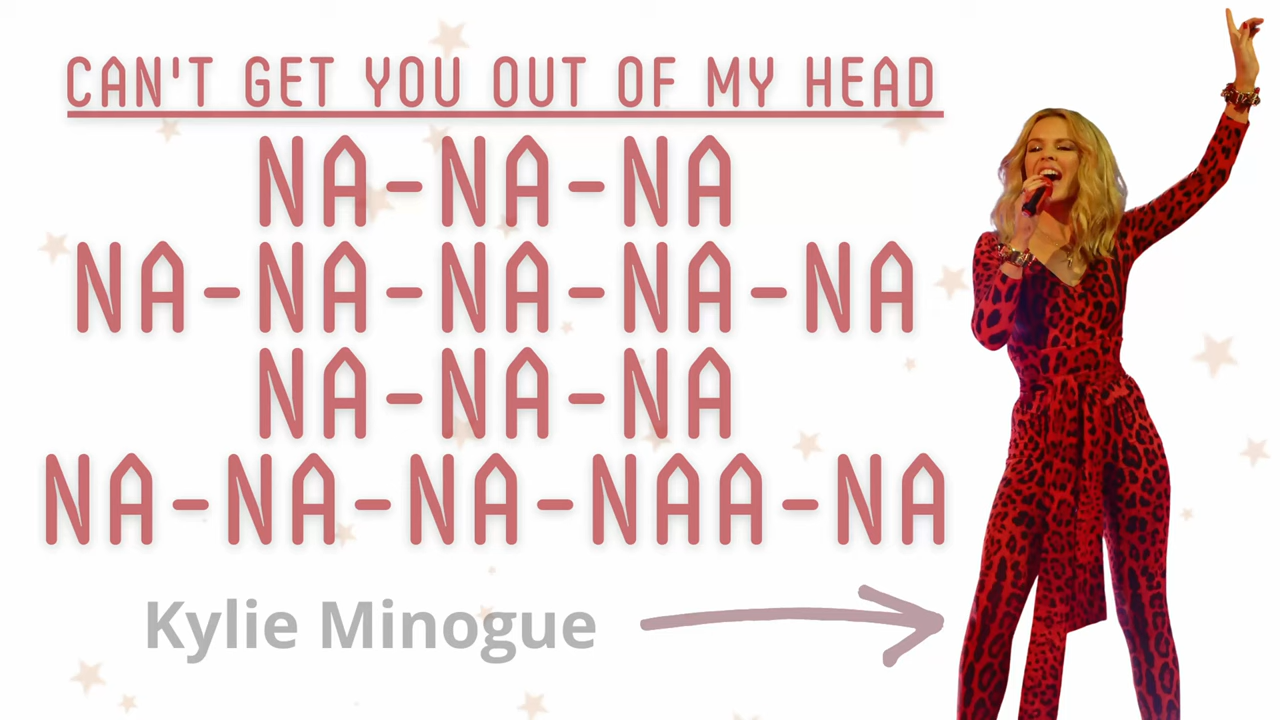 CAN'T GET YOU OUT OF MY HEAD
NA-NA-NA
NA-NA-NA-NA-NA
NA-NA-NA
NA-NA-NA-NAA-NA
Kylie Minogue